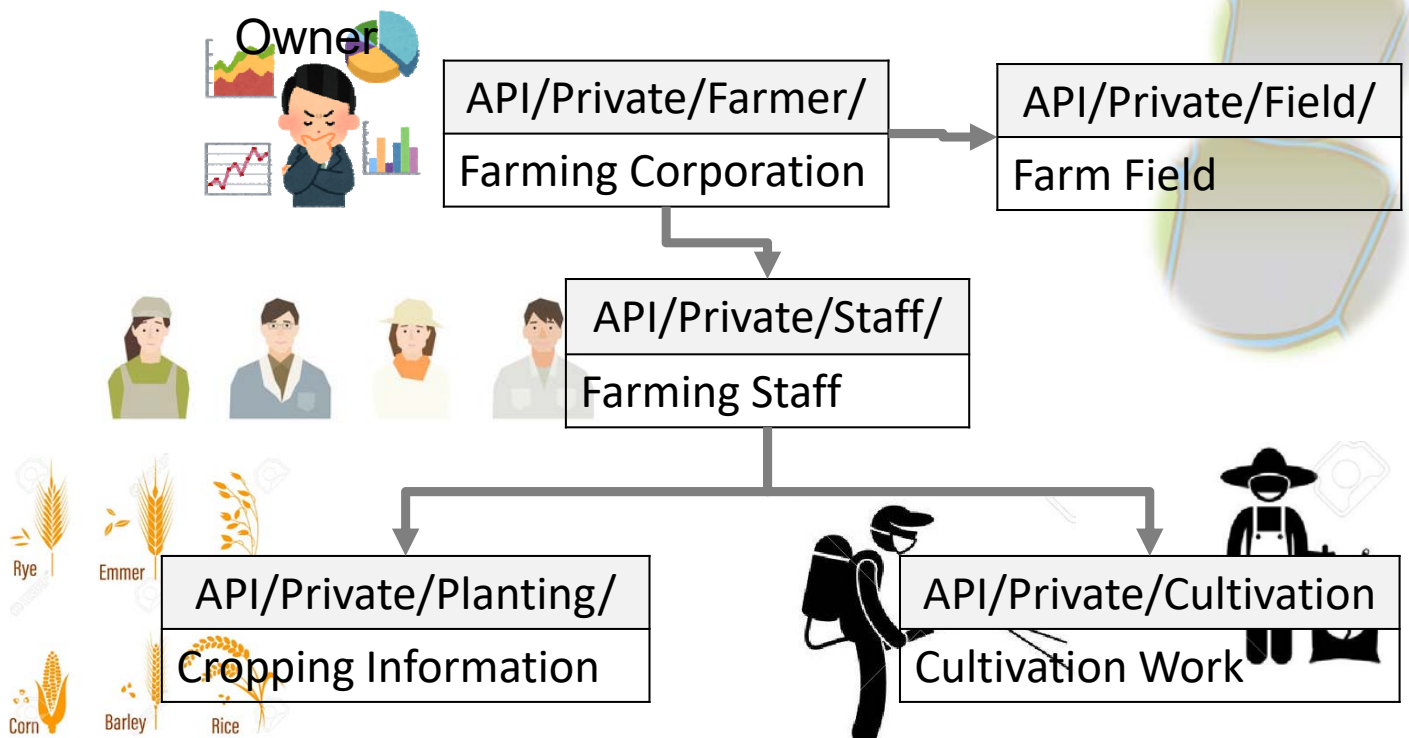 Owner
API/Private/Farmer/
Farming Corporation
API/Private/Field/
Farm Field
API/Private/Staff/
Farming Staff
Rye
Emmer
API/Private/Planting/
Cropping Information
API/Private/Cultivation
Cultivation Work
Corn
Barley
Rice